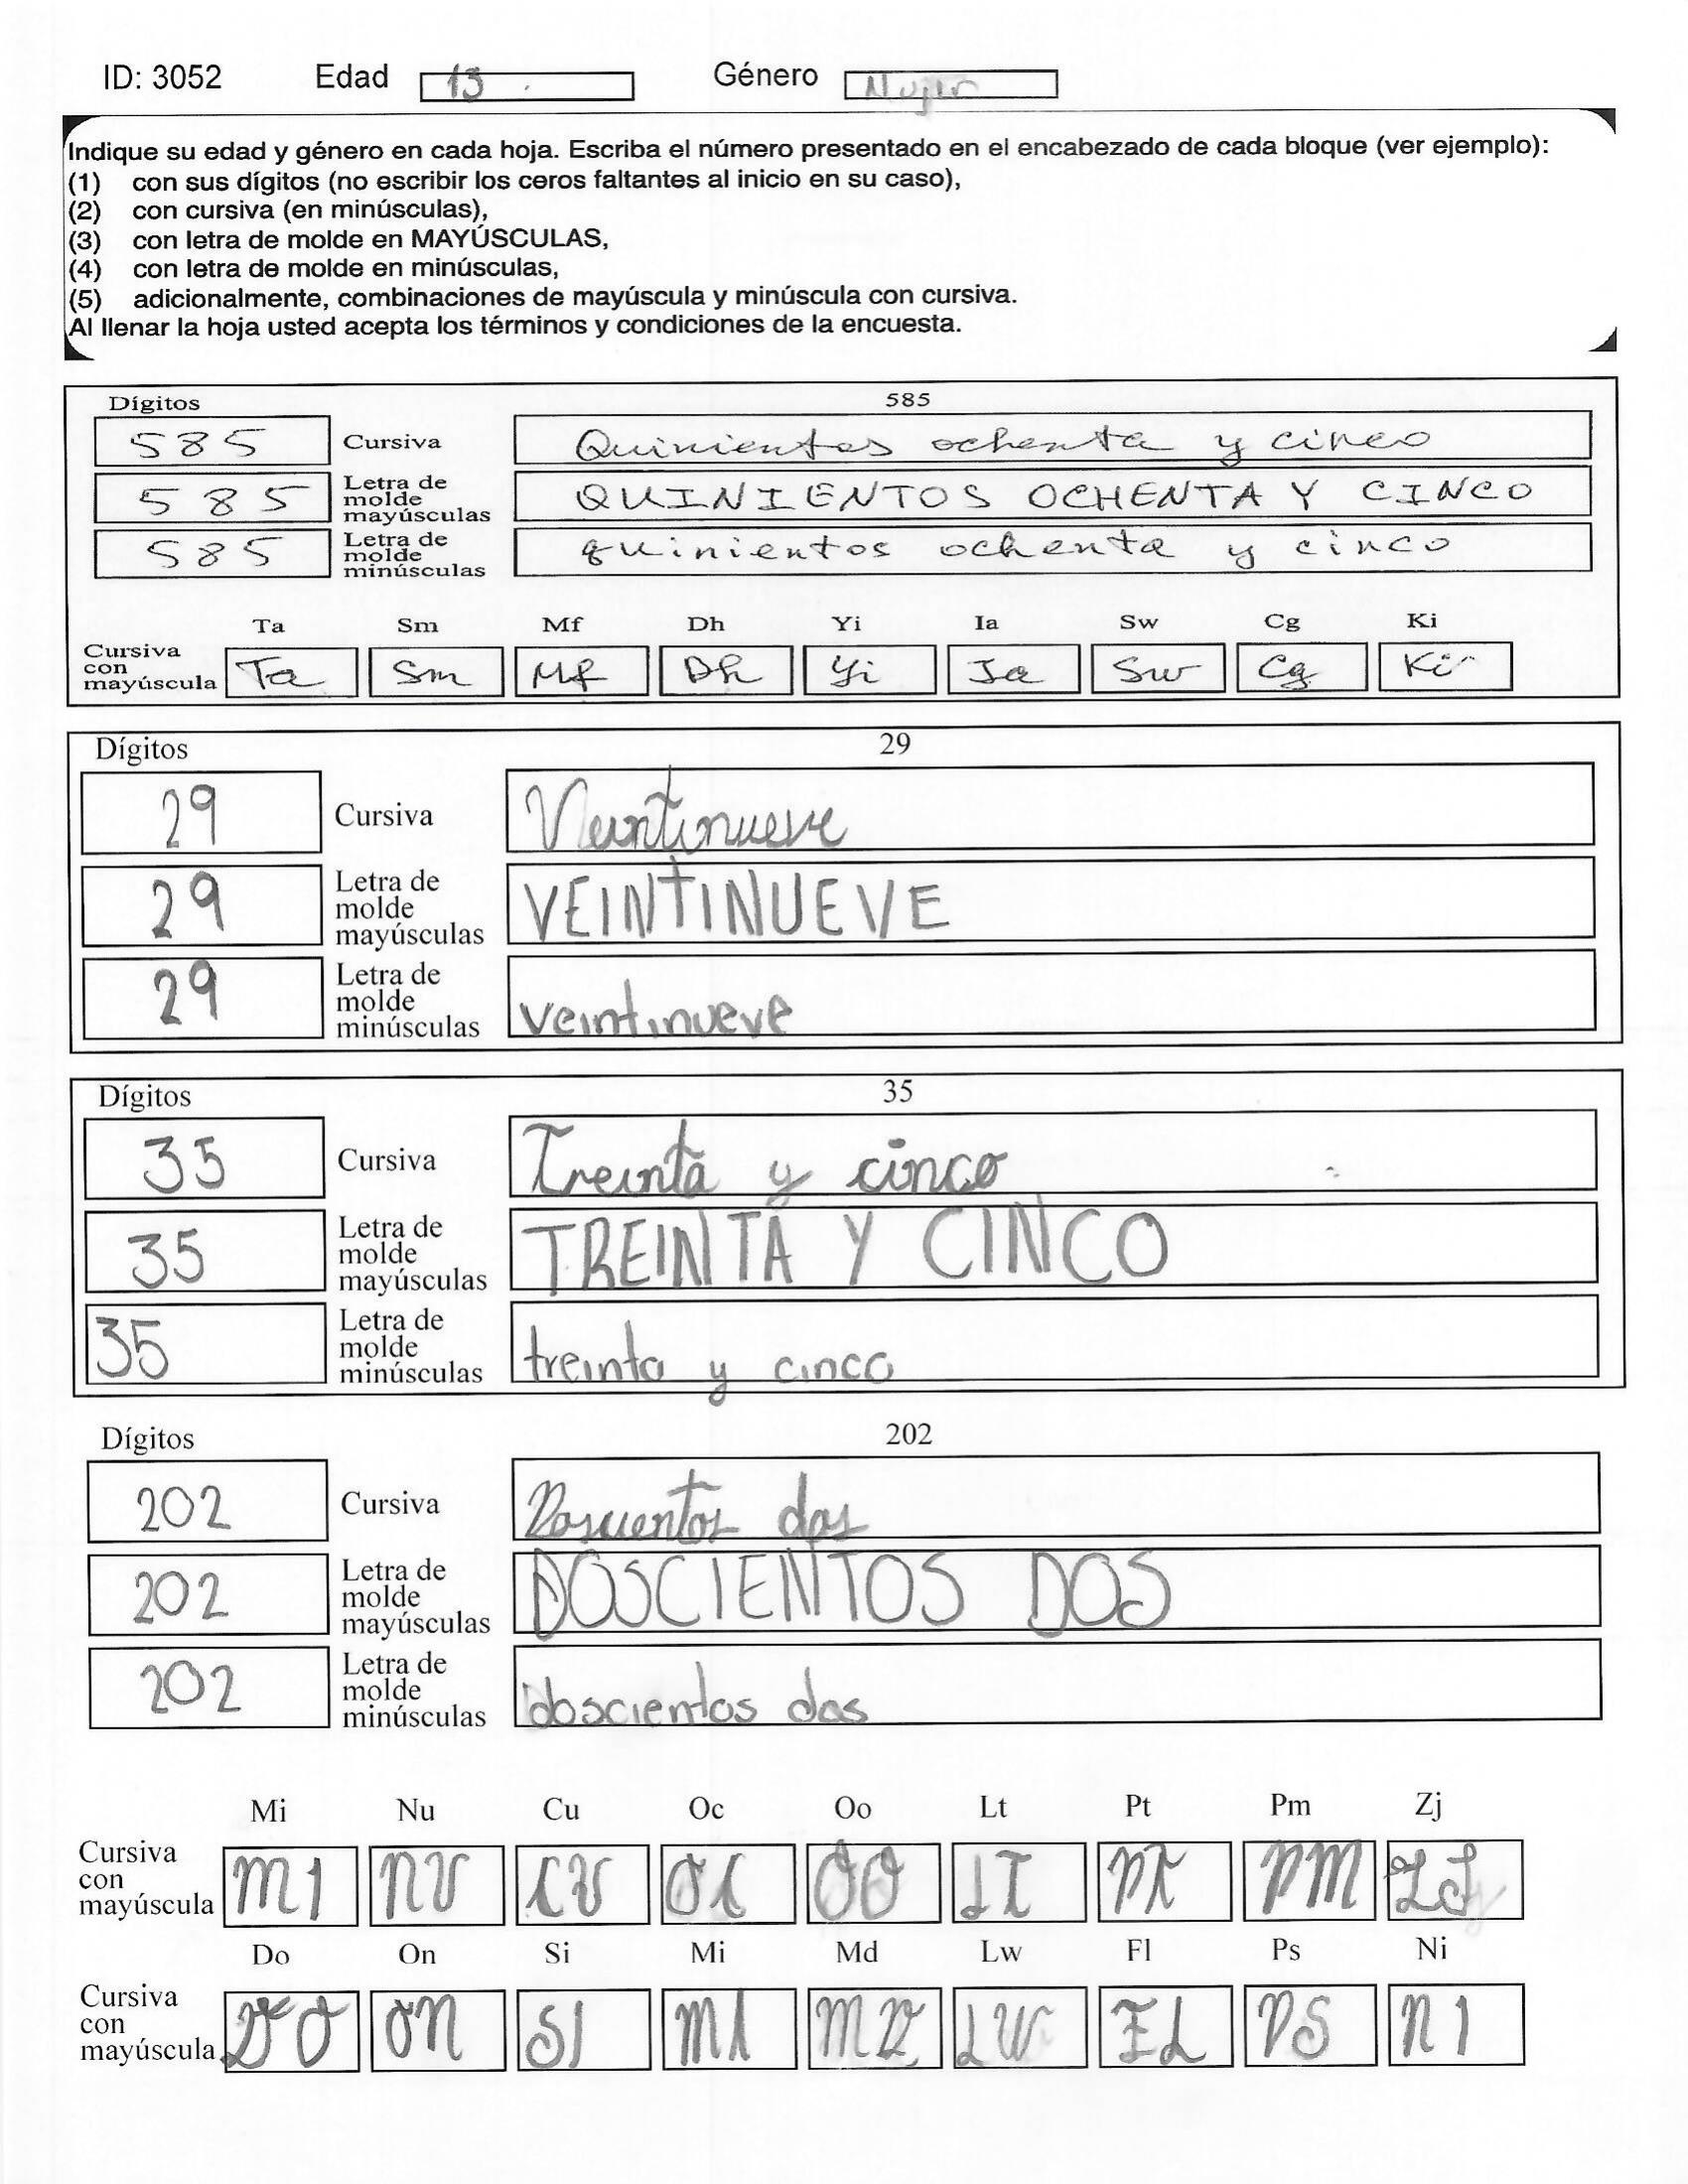 ID: 3052 Edad 13 Género Mujer
Indique su edad y género en cada hoja. Escriba el número presentado en el encabezado de cada bloque (ver ejemplo):
(1) con sus dígitos (no escribir los ceros faltantes al inicio en su caso),
(2) con cursiva (en minúsculas),
(3) con letra de molde en MAYÚSCULAS,
(4) con letra de molde en minúsculas,
(5) adicionalmente, combinaciones de mayúscula y minúscula con cursiva.
Al llenar la hoja usted acepta los términos y condiciones de la encuesta.
Dígitos 585
585 Cursiva Quinientos ochenta y cinco
585 Letra de molde mayúsculas QUINIENTOS OCHENTA Y CINCO
585 Letra de molde minúsculas quinientos ochenta y cinco
Ta Sm Mf Dh Yi Ia Sw Cg Ki
Cursiva con mayúscula Ta Sm Mf Dh Yi Ia Sw Cg Ki
Dígitos 29
29 Cursiva Veintinueve
29 Letra de molde mayúsculas VEINTINUEVE
29 Letra de molde minúsculas veintinueve
Dígitos 35
35 Cursiva Treinta y cinco
35 Letra de molde mayúsculas TREINTA Y CINCO
35 Letra de molde minúsculas treinta y cinco
Dígitos 202
202 Cursiva Doscientos dos
202 Letra de molde mayúsculas DOSCIENTOS DOS
202 Letra de molde minúsculas doscientos dos
Mi Nu Cu Oc Oo Lt Pt Pm Zj
Cursiva con mayúscula MI NU CU OC OO LT PT PM ZJ
Do On Si Mi Md Lw Fl Ps Ni
Cursiva con mayúscula DO ON SI MI MD LW FL PS NI